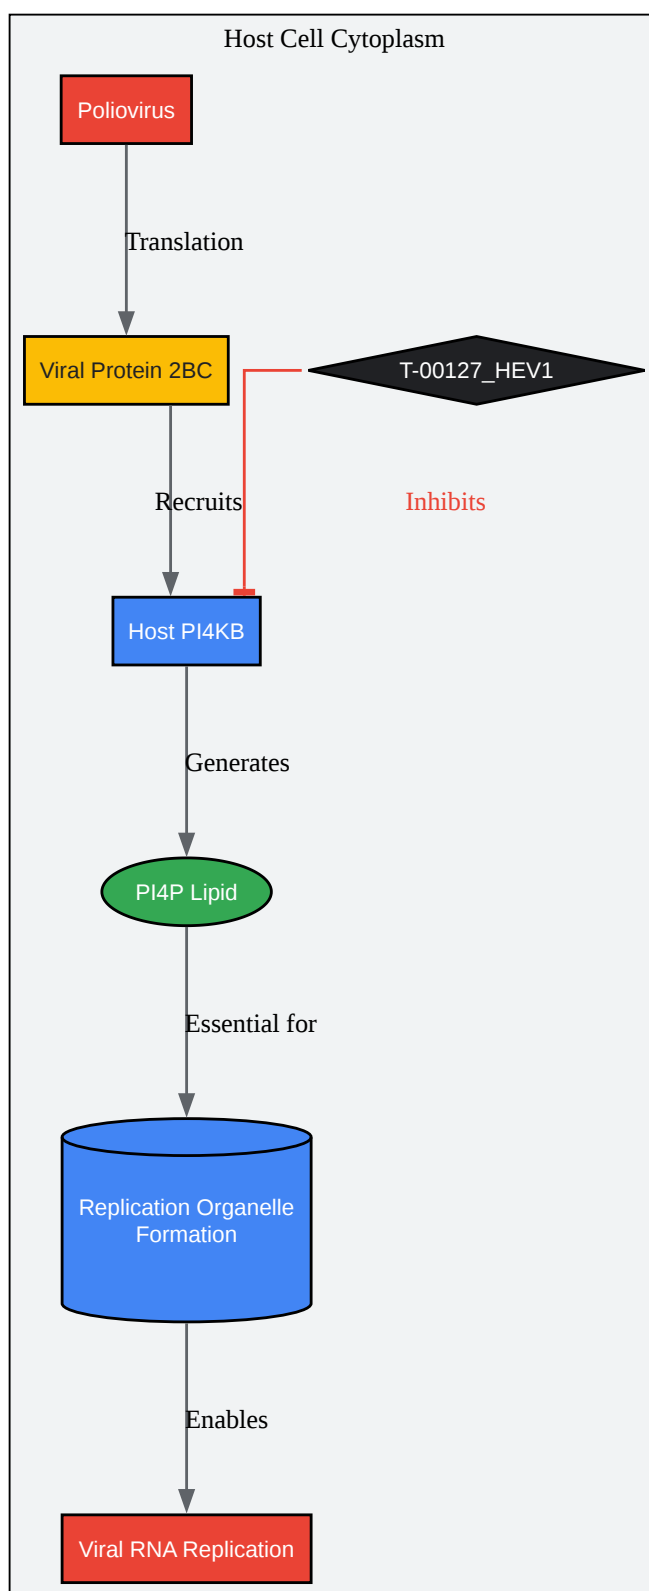 Host Cell Cytoplasm
Poliovirus
Translation
Viral Protein 2BC
T-00127_HEV1
Recruits
Inhibits
Host PI4KB
Generates
PI4P Lipid
Essential for
Replication Organelle
Formation
Enables
Viral RNA Replication